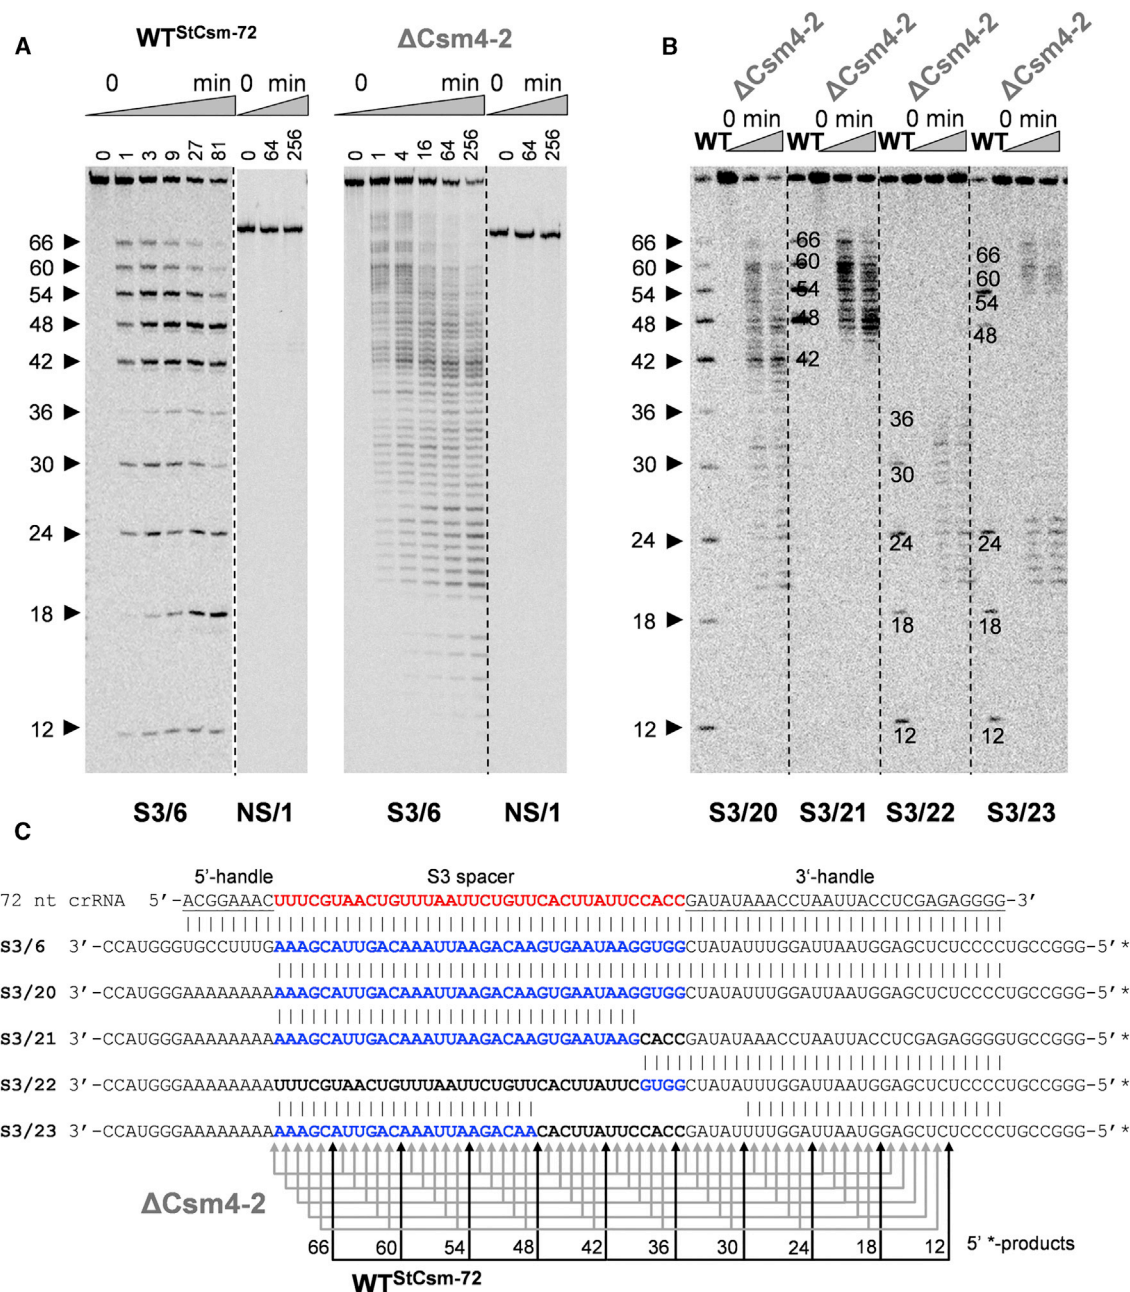 A
WTStCsm-72
ΔCsm4-2
0 min
0 min
0 min
0 min
0 1 3 9 27 81
0 64 256
0 1 4 16 64 256
0 64 256
66
60
54
48
42
36
30
24
18
12
S3/6
NS/1
S3/6
NS/1
B
ΔCsm4-2
ΔCsm4-2
ΔCsm4-2
ΔCsm4-2
0 min
0 min
0 min
0 min
WT
WT
WT
WT
66
60
54
48
42
36
30
24
18
12
66
60
54
48
42
36
30
24
18
12
66
60
54
48
24
18
12
S3/20
S3/21
S3/22
S3/23
C
5'-handle
S3 spacer
3'-handle
72 nt crRNA 5'-ACGGAAACUUUCGUAACUGUUUAAUUCUGUUCACUUAUUCCACCGAUAUAAACCUAAUUACCUCGAGAGGGG-3'
S3/6 3'-CCAUGGGUGCCUUUGAAAGCAUUGACAAAUUAAGACAAGUGAAUAAGGUGGCUAUAUUUGGAUUAAUGGAGCUCUCCCCUGCCGGG-5'*
S3/20 3'-CCAUGGGAAAAAAAAAAAGCAUUGACAAAUUAAGACAAGUGAAUAAGGUGGCUAUAUUUGGAUUAAUGGAGCUCUCCCCUGCCGGG-5'*
S3/21 3'-CCAUGGGAAAAAAAAAAAGCAUUGACAAAUUAAGACAAGUGAAUAAGCACCGAUAUAAACCUAAUUACCUCGAGAGGGGUGCCGGG-5'*
S3/22 3'-CCAUGGGAAAAAAAAUUUCGUAACUGUUUAAUUCUGUUCACUUAUUCGUGGCUAUAUUUGGAUUAAUGGAGCUCUCCCCUGCCGGG-5'*
S3/23 3'-CCAUGGGAAAAAAAAAAAGCAUUGACAAAUUAAGACAACACUUAUUCCACCGAUAUUUUGGAUUAAUGGAGCUCUCCCCUGCCGGG-5'*
ΔCsm4-2
66 60 54 48 42 36 30 24 18 12 5' *-products
WTStCsm-72